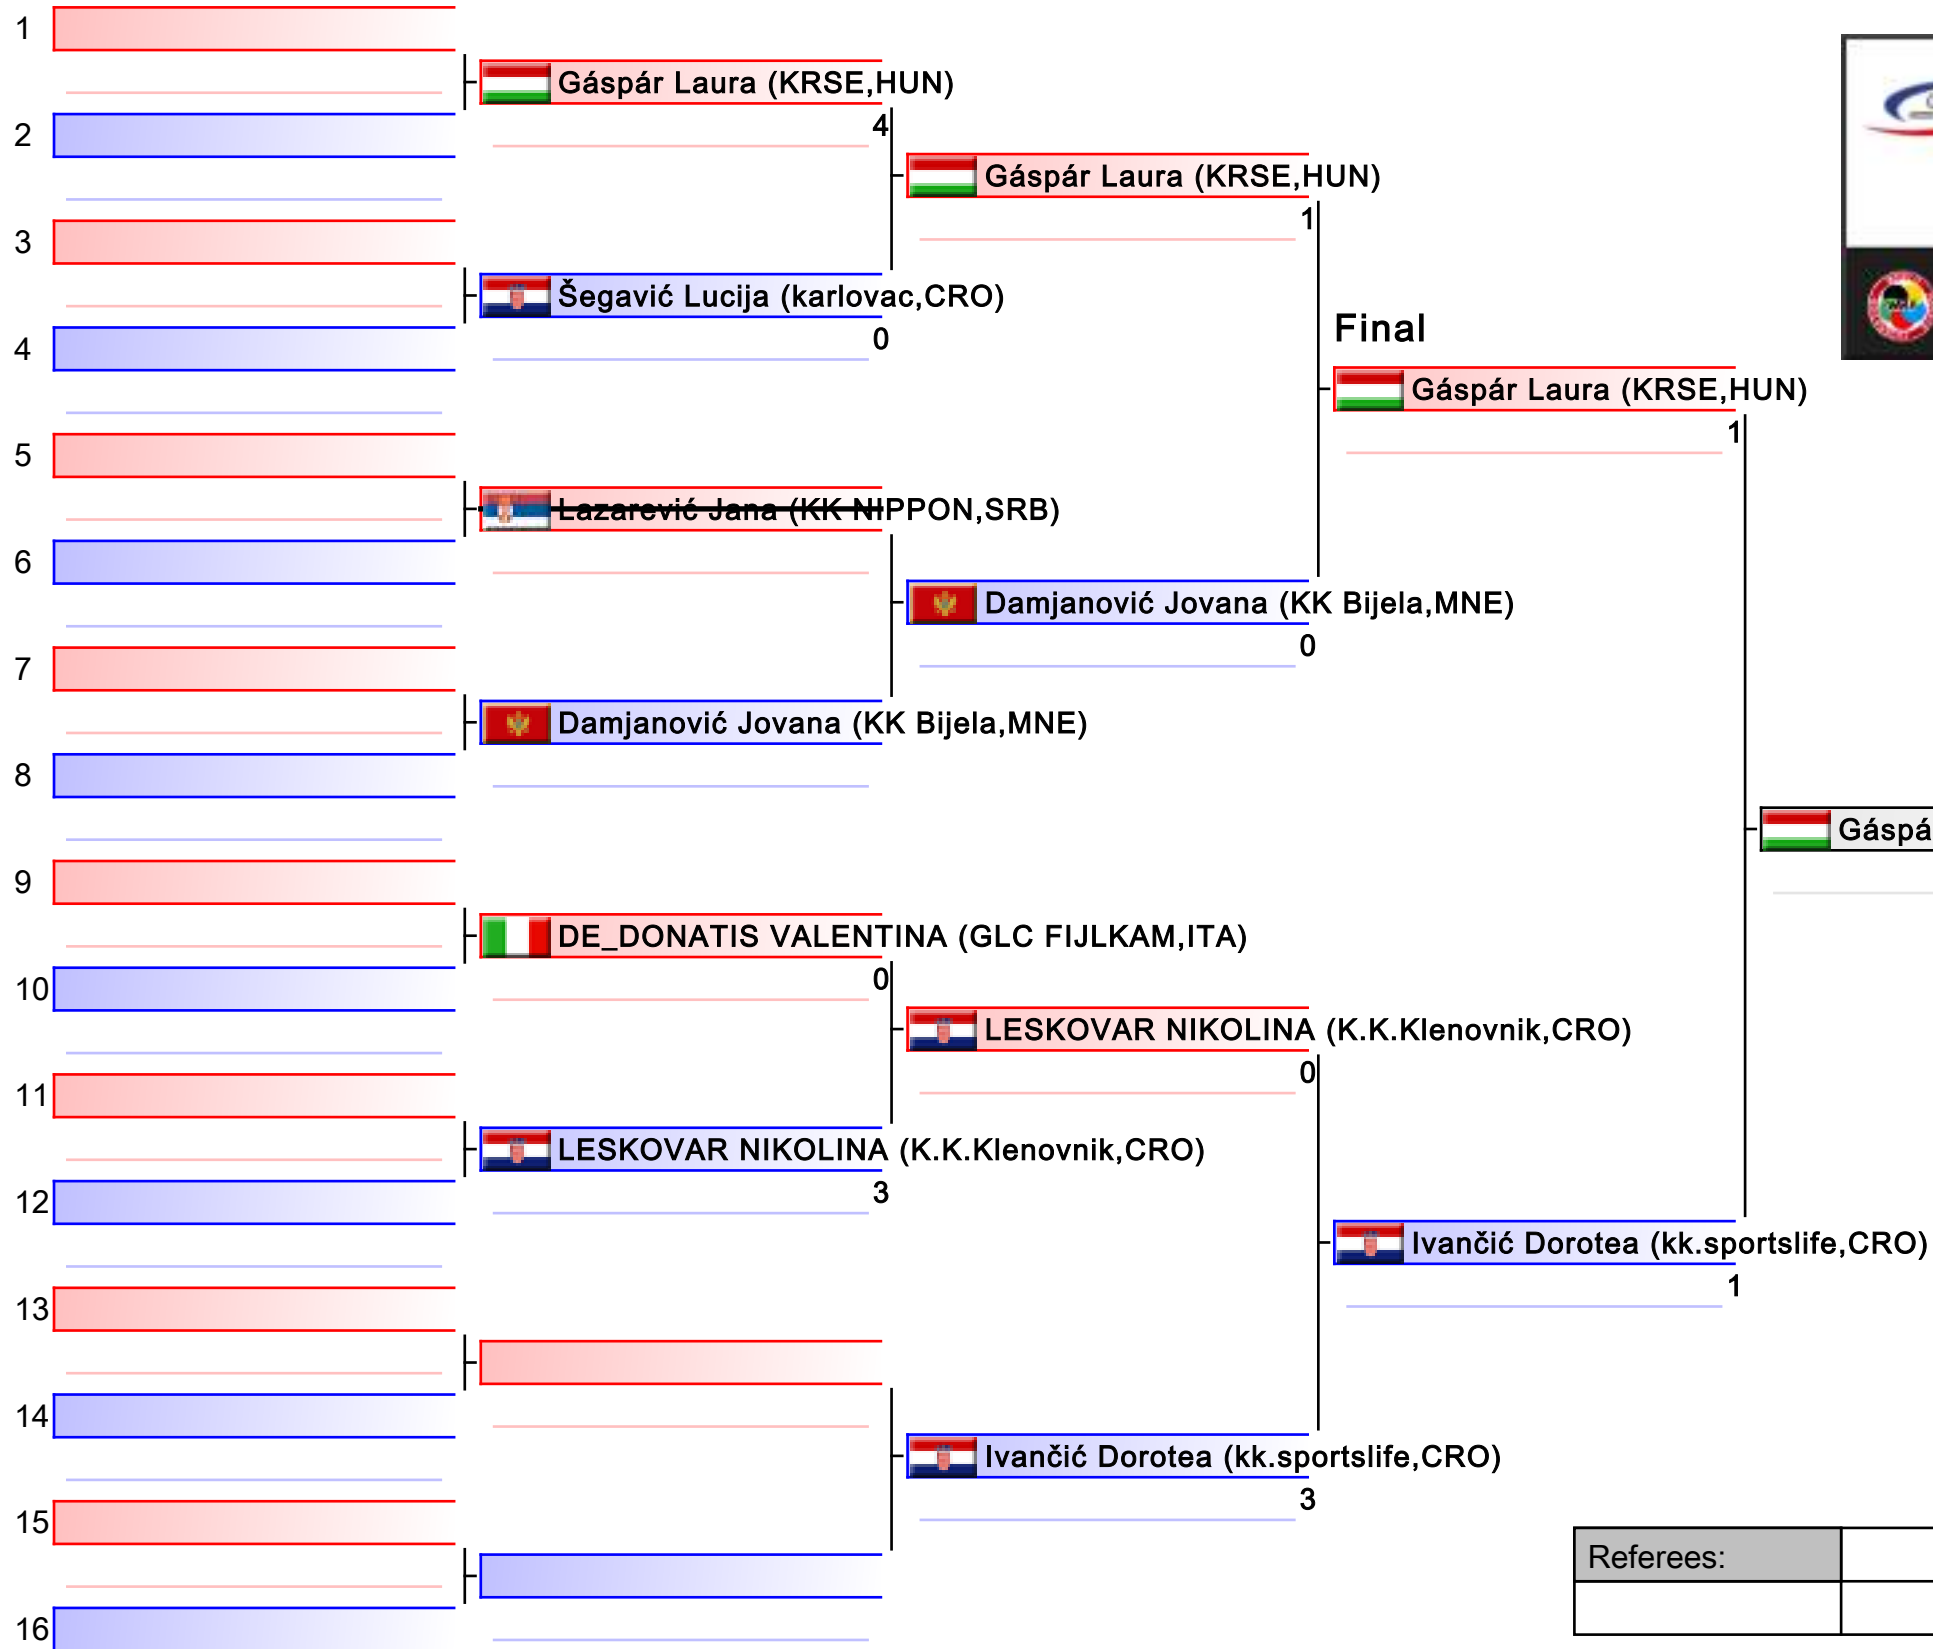 1
Gáspár Laura (KRSE,HUN)
4
2
Gáspár Laura (KRSE,HUN)
1
3
Šegavić Lucija (karlovac,CRO)
0
4
Final
Gáspár Laura (KRSE,HUN)
1
5
Lazarević Jana (KK NIPPON,SRB)
6
Damjanović Jovana (KK Bijela,MNE)
0
7
Damjanović Jovana (KK Bijela,MNE)
8
Gáspá
9
DE_DONATIS VALENTINA (GLC FIJLKAM,ITA)
0
10
LESKOVAR NIKOLINA (K.K.Klenovnik,CRO)
0
11
LESKOVAR NIKOLINA (K.K.Klenovnik,CRO)
3
12
Ivančić Dorotea (kk.sportslife,CRO)
1
13
14
Ivančić Dorotea (kk.sportslife,CRO)
3
15
Referees:
16